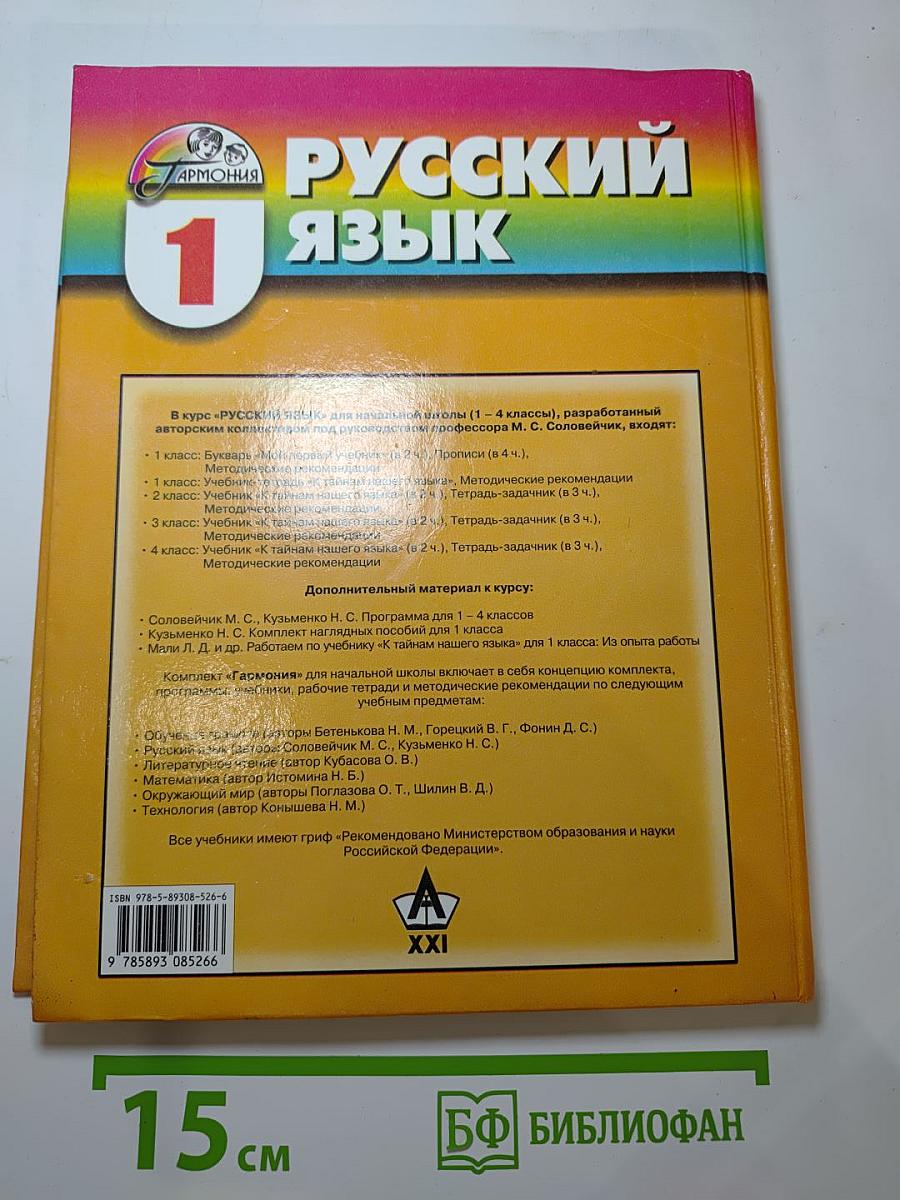 ГАРМОНИЯ
1
РУССКИЙ
ЯЗЫК
В курс «РУССКИЙ ЯЗЫК» для начальной школы (1 – 4 классы), разработанный
авторским коллективом под руководством профессора М. С. Соловейчик, входят:
• 1 класс: Букварь «Мой первый учебник» (в 2 ч.), Прописи (в 4 ч.),
Методические рекомендации
• 1 класс: Учебник-тетрадь «К тайнам нашего языка», Методические рекомендации
• 2 класс: Учебник «К тайнам нашего языка» (в 2 ч.), Тетрадь-задачник (в 3 ч.),
Методические рекомендации
• 3 класс: Учебник «К тайнам нашего языка» (в 2 ч.), Тетрадь-задачник (в 3 ч.),
Методические рекомендации
• 4 класс: Учебник «К тайнам нашего языка» (в 2 ч.), Тетрадь-задачник (в 3 ч.),
Методические рекомендации
Дополнительный материал к курсу:
• Соловейчик М. С., Кузьменко Н. С. Программа для 1 – 4 классов
• Кузьменко Н. С. Комплект наглядных пособий для 1 класса
• Мали Л. Д. и др. Работаем по учебнику «К тайнам нашего языка» для 1 класса: Из опыта работы
Комплект «Гармония» для начальной школы включает в себя концепцию комплекта,
программы, учебники, рабочие тетради и методические рекомендации по следующим
учебным предметам:
• Обучение грамоте (авторы Бетенькова Н. М., Горецкий В. Г., Фонин Д. С.)
• Русский язык (авторы Соловейчик М. С., Кузьменко Н. С.)
• Литературное чтение (автор Кубасова О. В.)
• Математика (автор Истомина Н. Б.)
• Окружающий мир (авторы Поглазова О. Т., Шилин В. Д.)
• Технология (автор Конышева Н. М.)
Все учебники имеют гриф «Рекомендовано Министерством образования и науки
Российской Федерации».
ISBN 978-5-89308-526-6
9 785893 085266
А
XXI
15 см
БФ БИБЛИОФАН